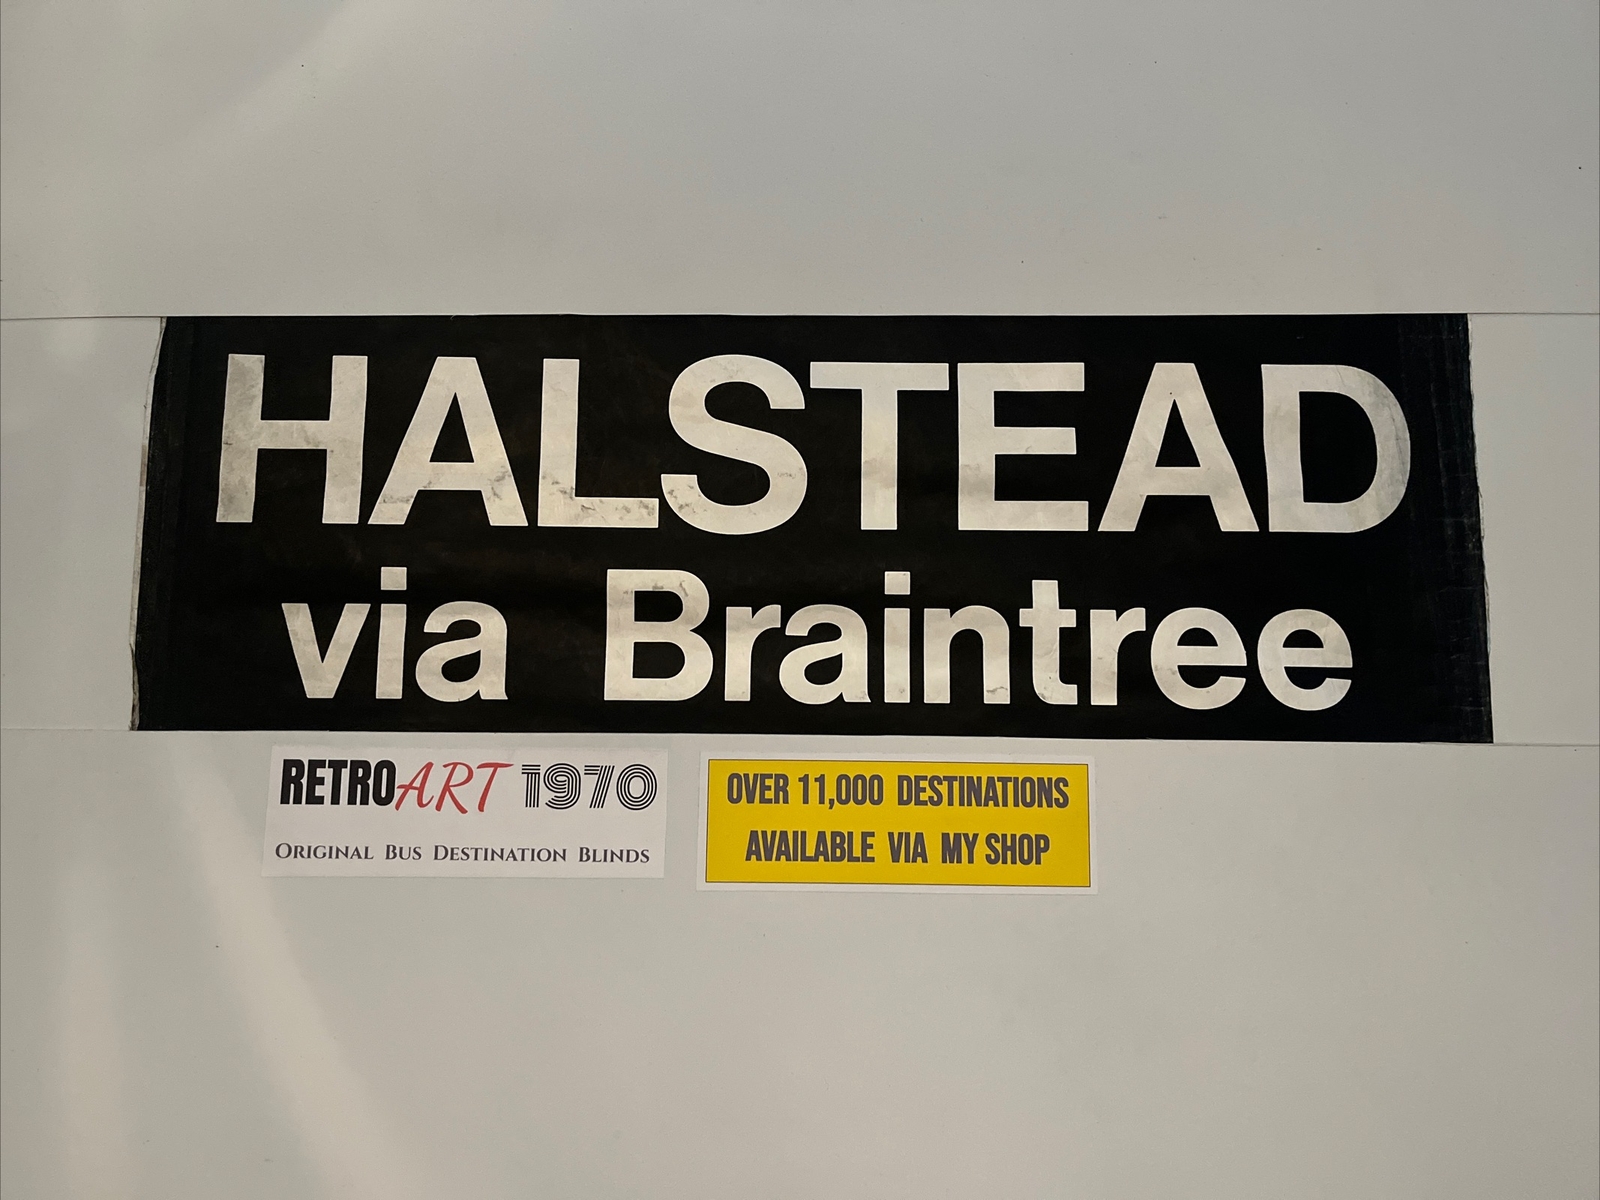 HALSTEAD
via Braintree
RETROART 1970
ORIGINAL BUS DESTINATION BLINDS
OVER 11,000 DESTINATIONS
AVAILABLE VIA MY SHOP